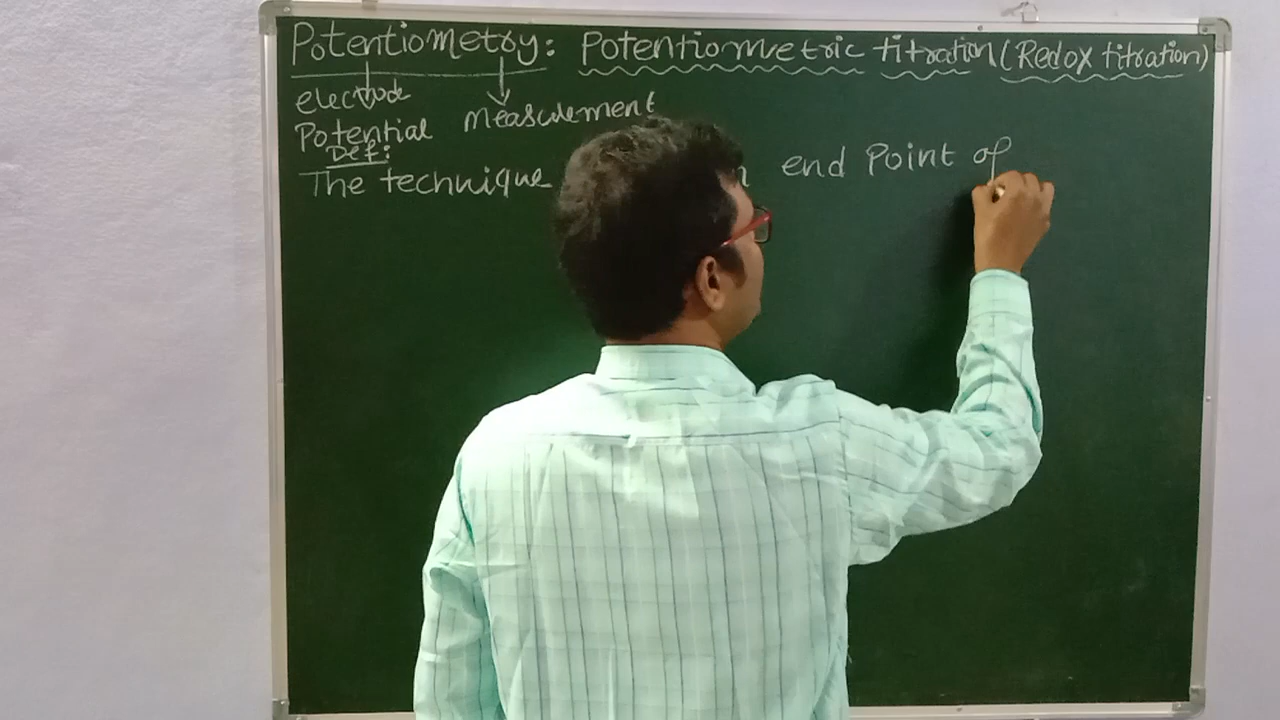 Potentiometry: Potentiometric titration (Redox titration)
electrode
Potential measurement
Def:
The technique end Point of